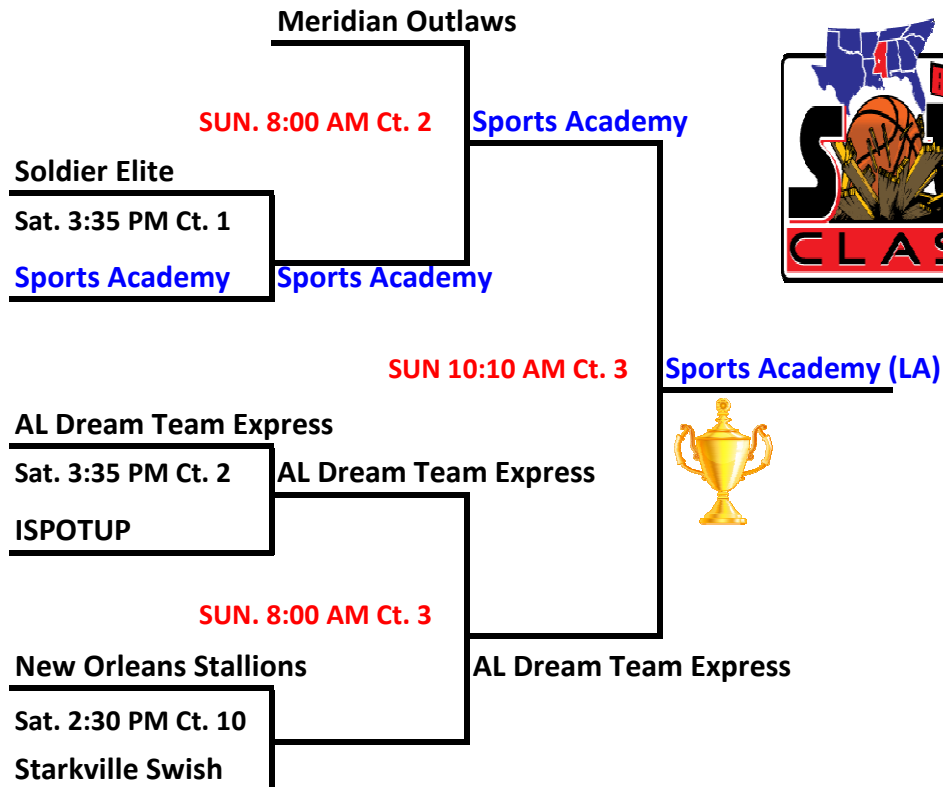 Meridian Outlaws
SUN. 8:00 AM Ct. 2
Sports Academy
Soldier Elite
Sat. 3:35 PM Ct. 1
Sports Academy
Sports Academy
SUN 10:10 AM Ct. 3
Sports Academy (LA)
AL Dream Team Express
Sat. 3:35 PM Ct. 2
AL Dream Team Express
ISPOTUP
SUN. 8:00 AM Ct. 3
New Orleans Stallions
AL Dream Team Express
Sat. 2:30 PM Ct. 10
Starkville Swish